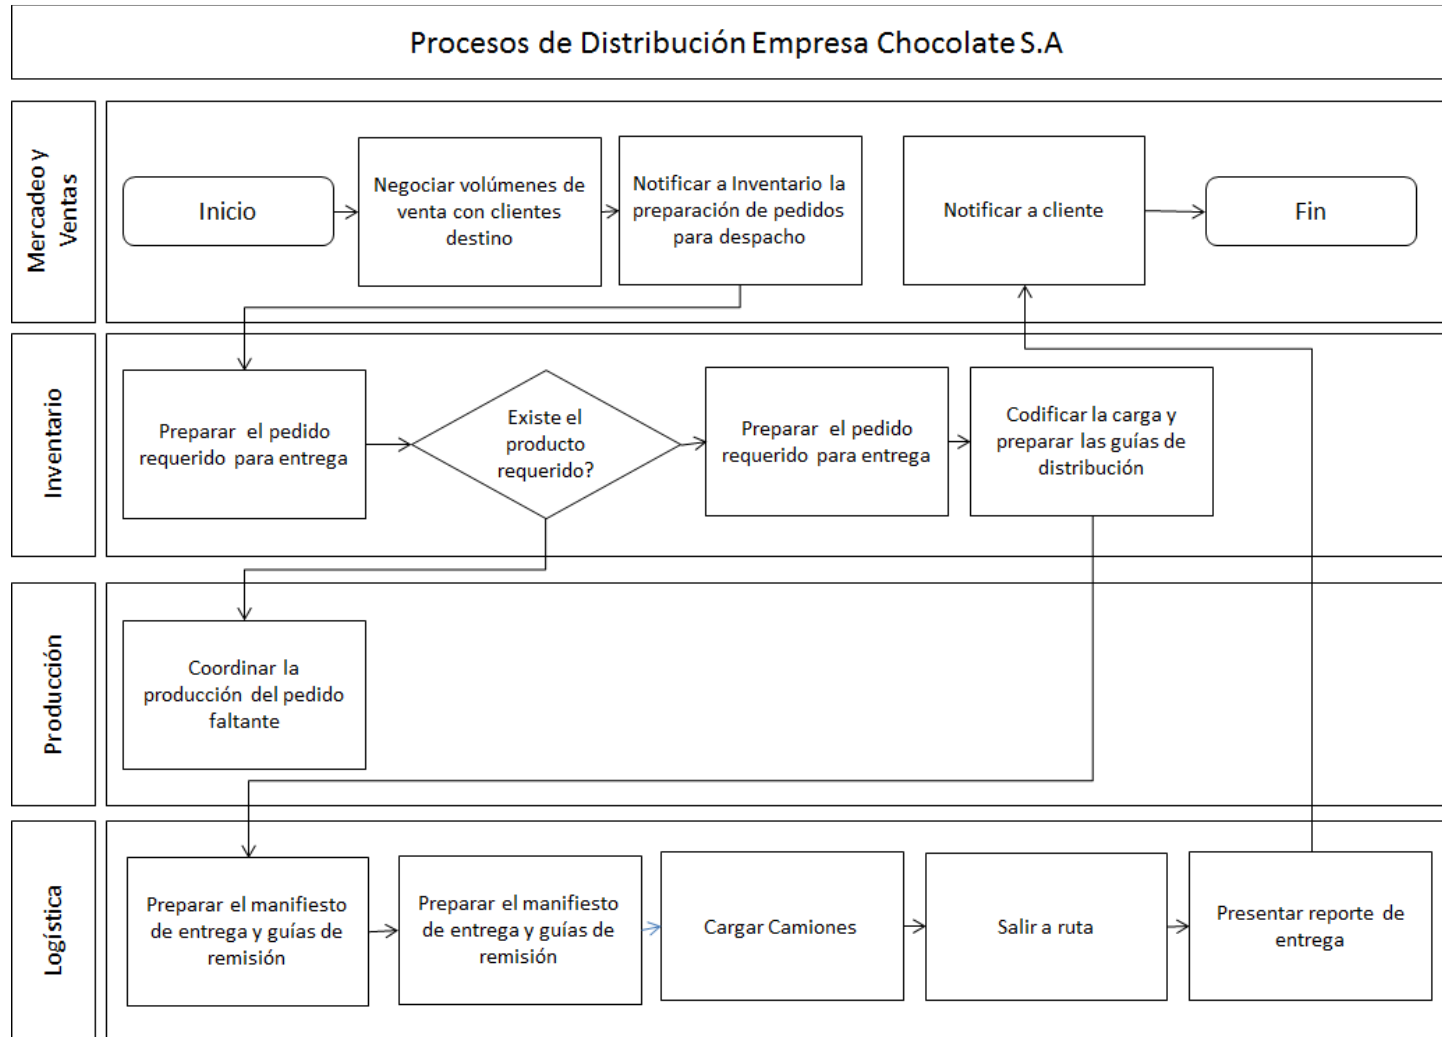 Procesos de Distribución Empresa Chocolate S.A
Mercadeo y
Ventas
Inicio
Negociar volúmenes de
venta con clientes
destino
Notificar a Inventario la
preparación de pedidos
para despacho
Notificar a cliente
Fin
Inventario
Preparar el pedido
requerido para entrega
Existe el
producto
requerido?
Preparar el pedido
requerido para entrega
Codificar la carga y
preparar las guías de
distribución
Producción
Coordinar la
producción del pedido
faltante
Logística
Preparar el manifiesto
de entrega y guías de
remisión
Preparar el manifiesto
de entrega y guías de
remisión
Cargar Camiones
Salir a ruta
Presentar reporte de
entrega